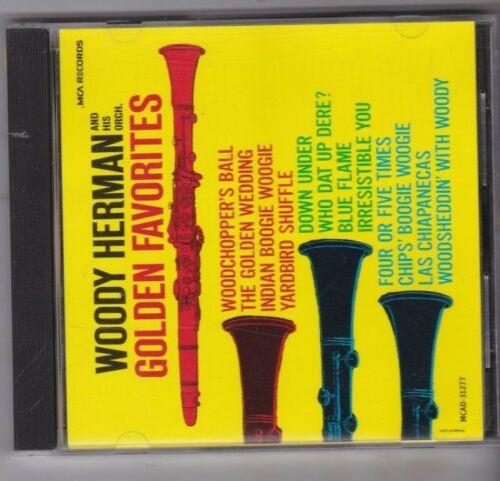 MCA RECORDS
WOODY HERMAN AND HIS ORCH.
GOLDEN FAVORITES
WOODCHOPPER'S BALL
THE GOLDEN WEDDING
INDIAN BOOGIE WOOGIE
YARDBIRD SHUFFLE
DOWN UNDER
WHO DAT UP DERE?
BLUE FLAME
IRRESISTIBLE YOU
FOUR OR FIVE TIMES
CHIPS' BOOGIE WOOGIE
LAS CHIAPANECAS
WOODSHEDDIN' WITH WOODY
MCAD-31277